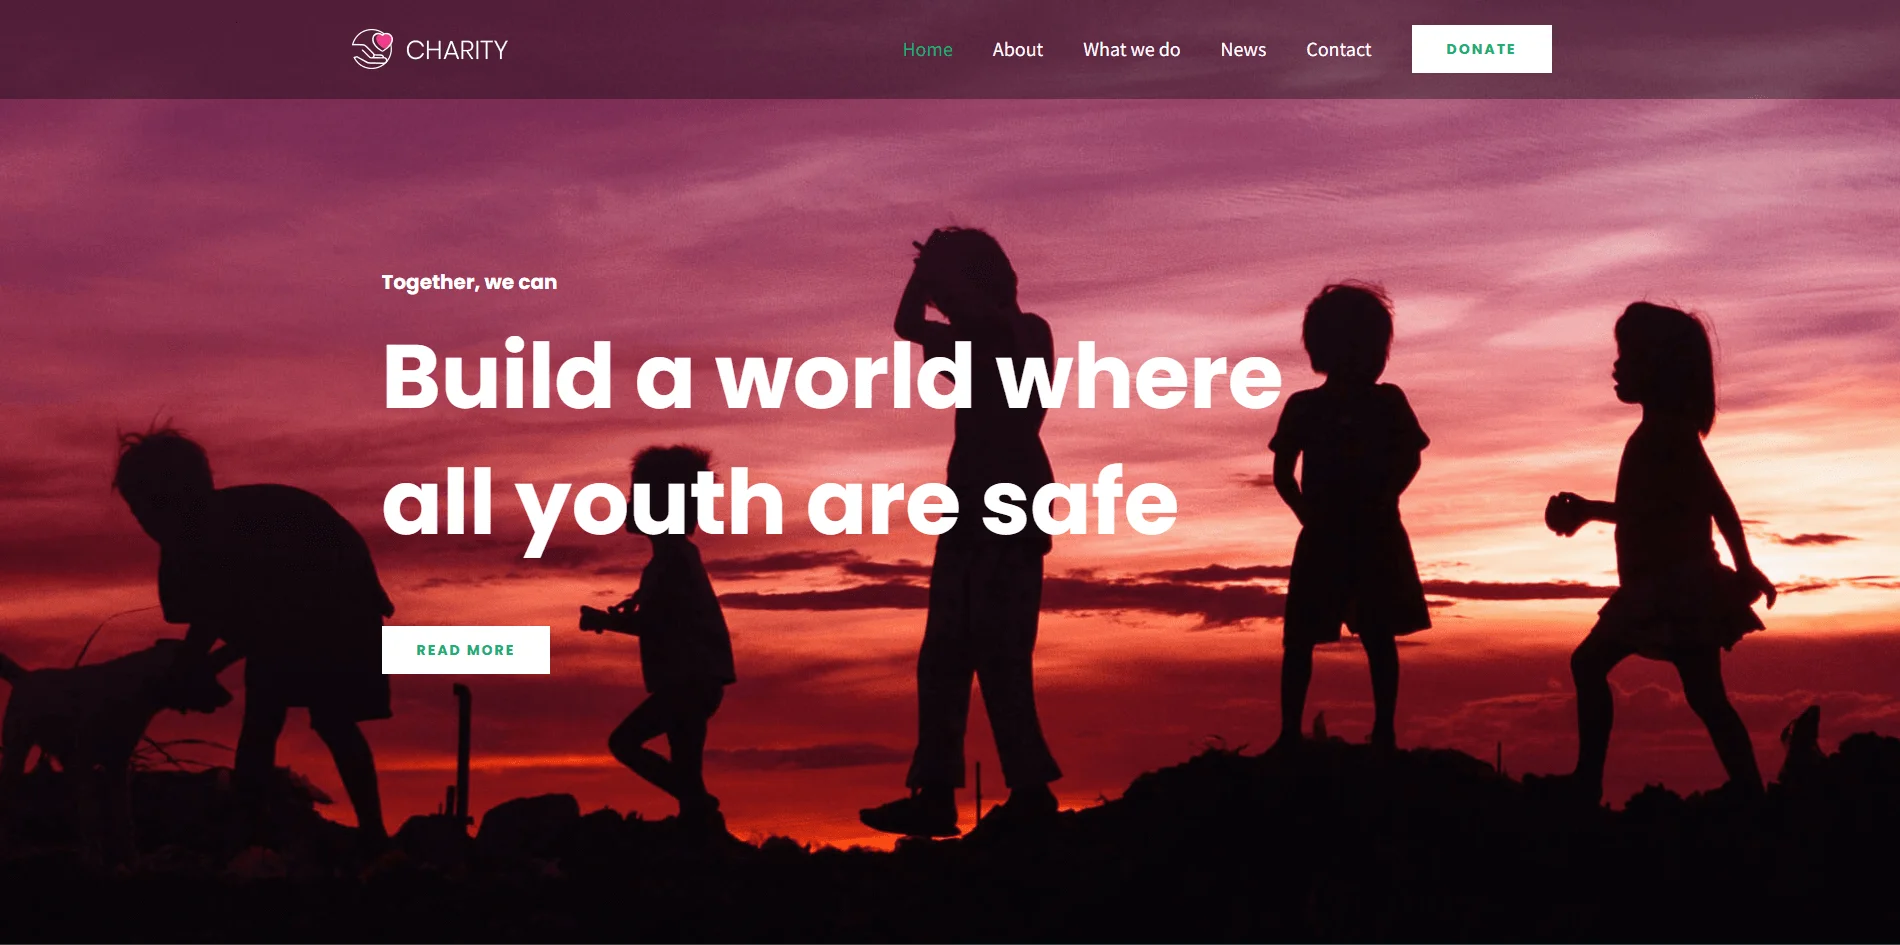 CHARITY
Home
About
What we do
News
Contact
DONATE
Together, we can
Build a world where
all youth are safe
READ MORE